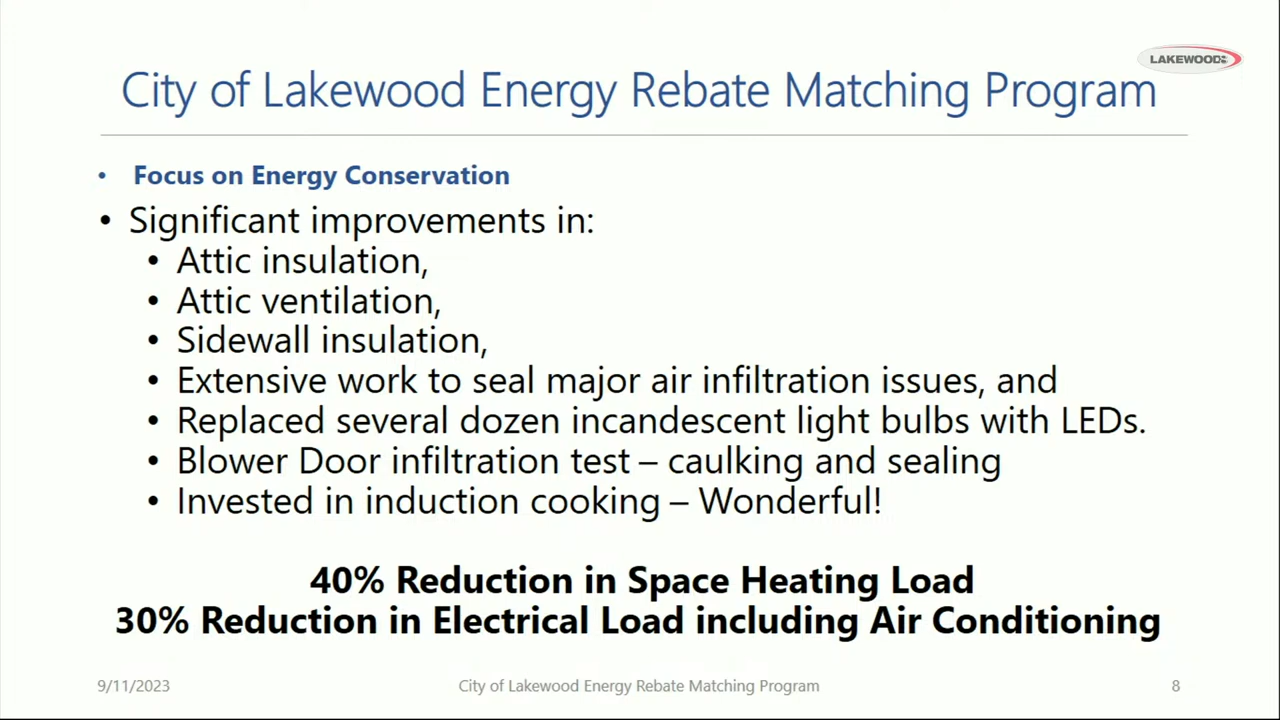 LAKEWOOD
City of Lakewood Energy Rebate Matching Program
• Focus on Energy Conservation
• Significant improvements in:
• Attic insulation,
• Attic ventilation,
• Sidewall insulation,
• Extensive work to seal major air infiltration issues, and
• Replaced several dozen incandescent light bulbs with LEDs.
• Blower Door infiltration test – caulking and sealing
• Invested in induction cooking – Wonderful!
40% Reduction in Space Heating Load
30% Reduction in Electrical Load including Air Conditioning
9/11/2023
City of Lakewood Energy Rebate Matching Program
8